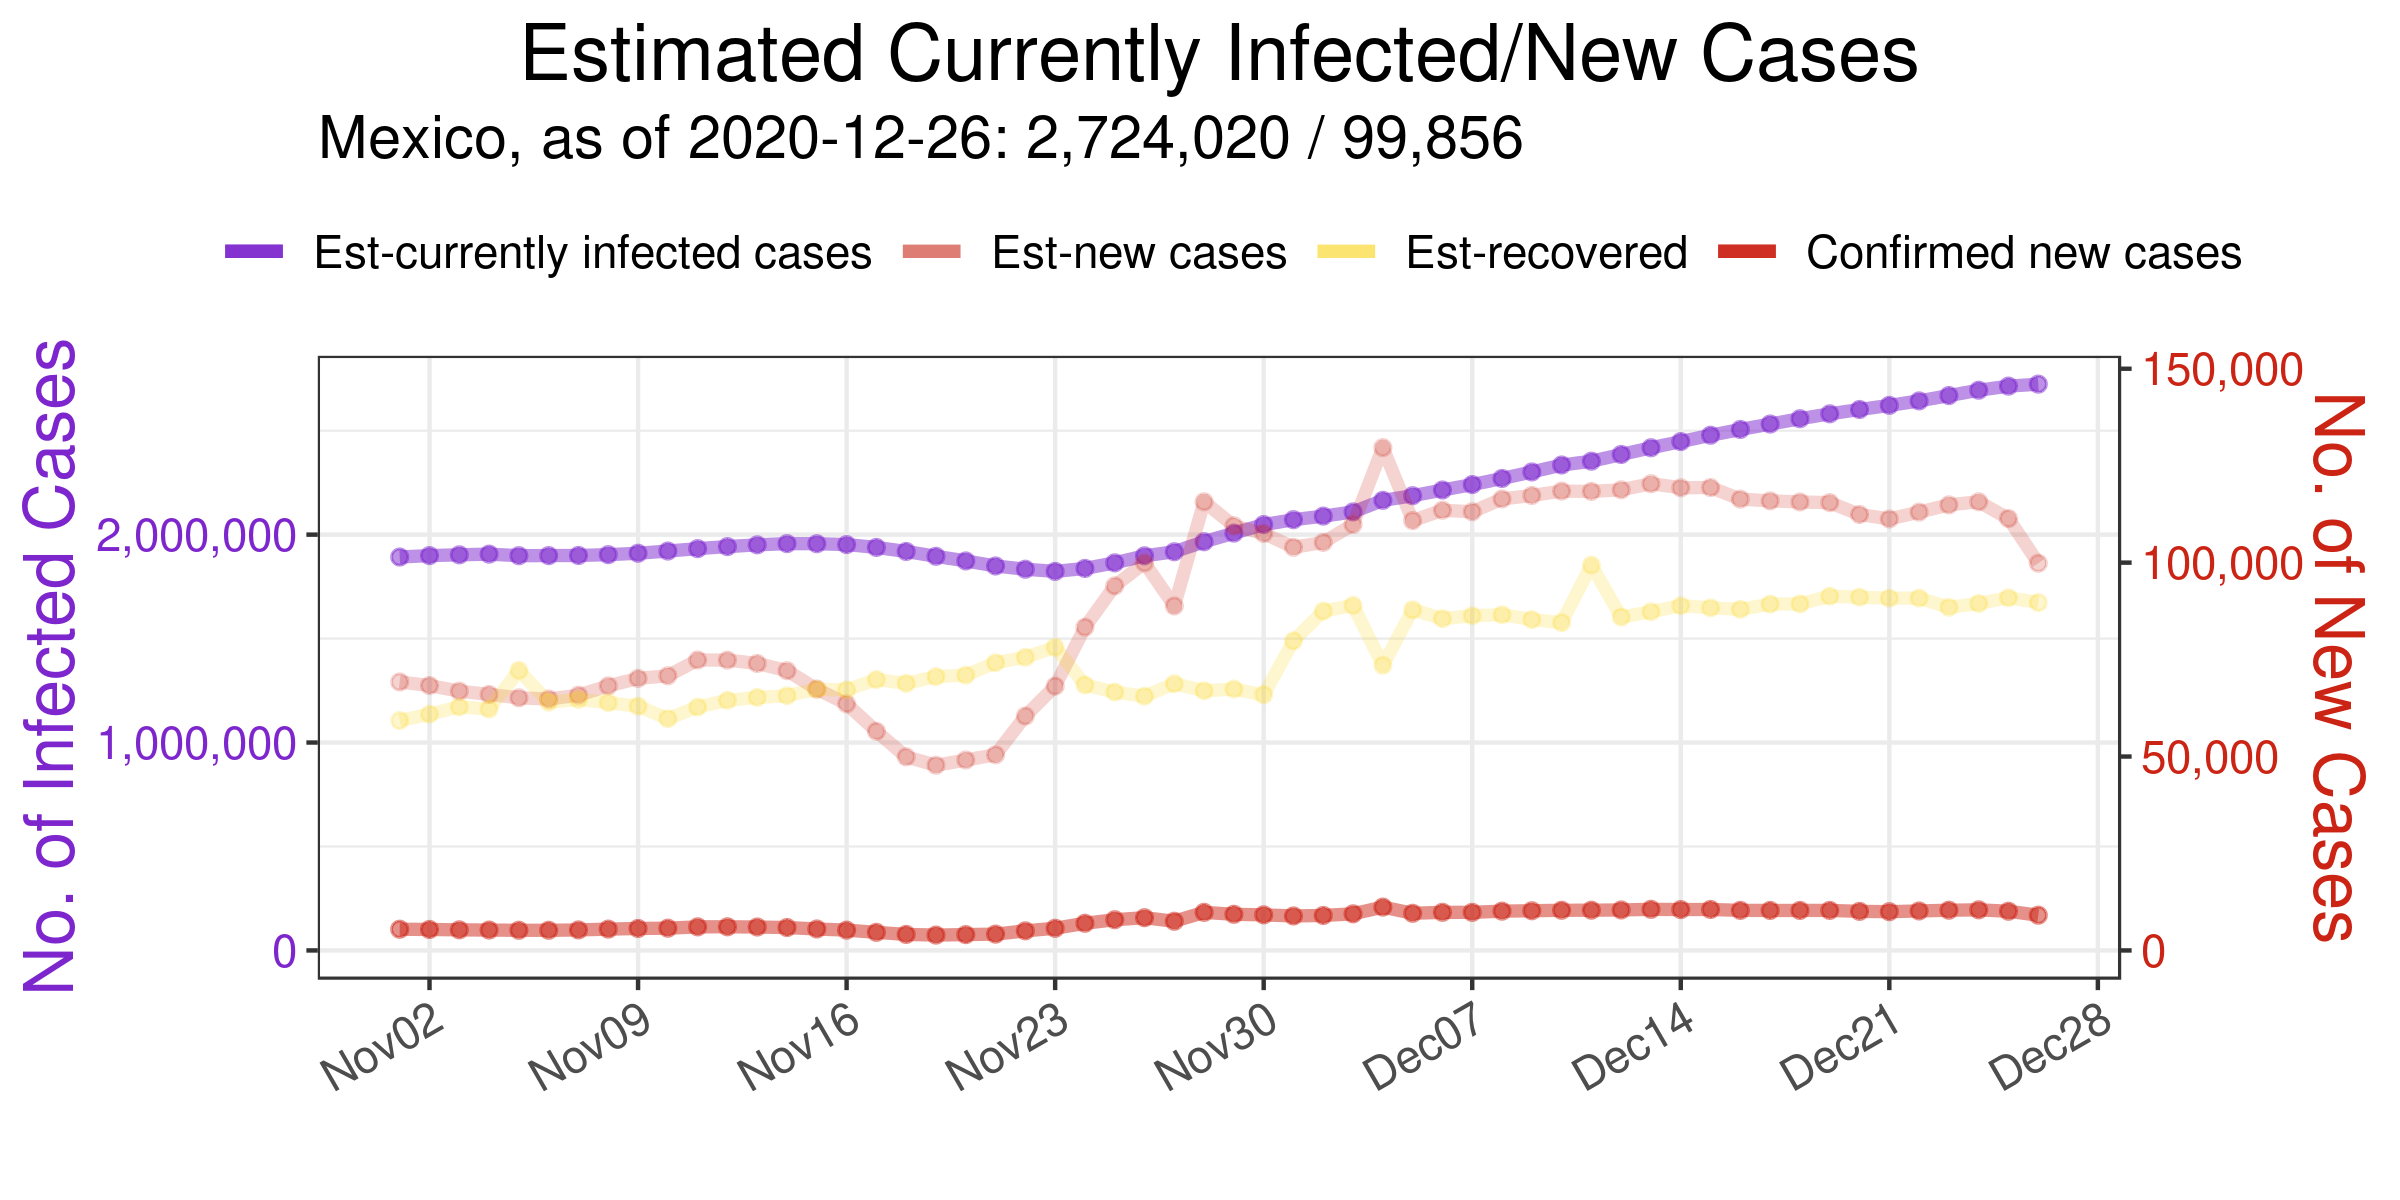 Estimated Currently Infected/New Cases
Mexico, as of 2020-12-26: 2,724,020 / 99,856
Est-currently infected cases Est-new cases Est-recovered Confirmed new cases
No. of Infected Cases
2,000,000
1,000,000
0
150,000
100,000
50,000
0
No. of New Cases
Nov02 Nov09 Nov16 Nov23 Nov30 Dec07 Dec14 Dec21 Dec28